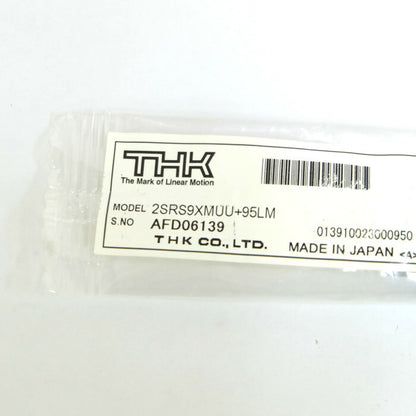 THK
The Mark of Linear Motion
MODEL 2SRS9XMUU+95LM
S.NO AFD06139
013910023000950
THK CO., LTD.
MADE IN JAPAN <A>